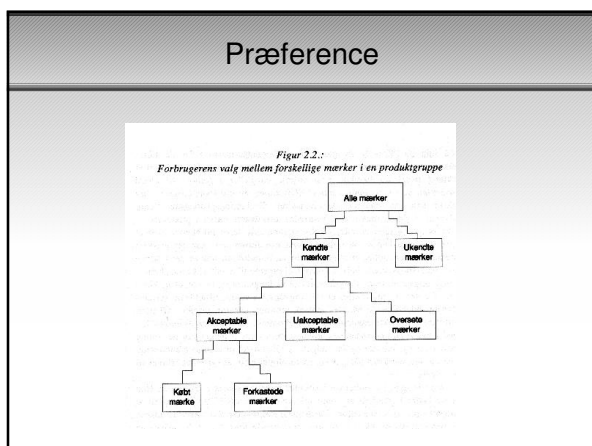 Præference
Figur 2.2.:
Forbrugerens valg mellem forskellige mærker i en produktgruppe
Alle mærker
Kendte
mærker
Ukendte
mærker
Akceptable
mærker
Uakceptable
mærker
Oversete
mærker
Købt
mærke
Forkastede
mærker